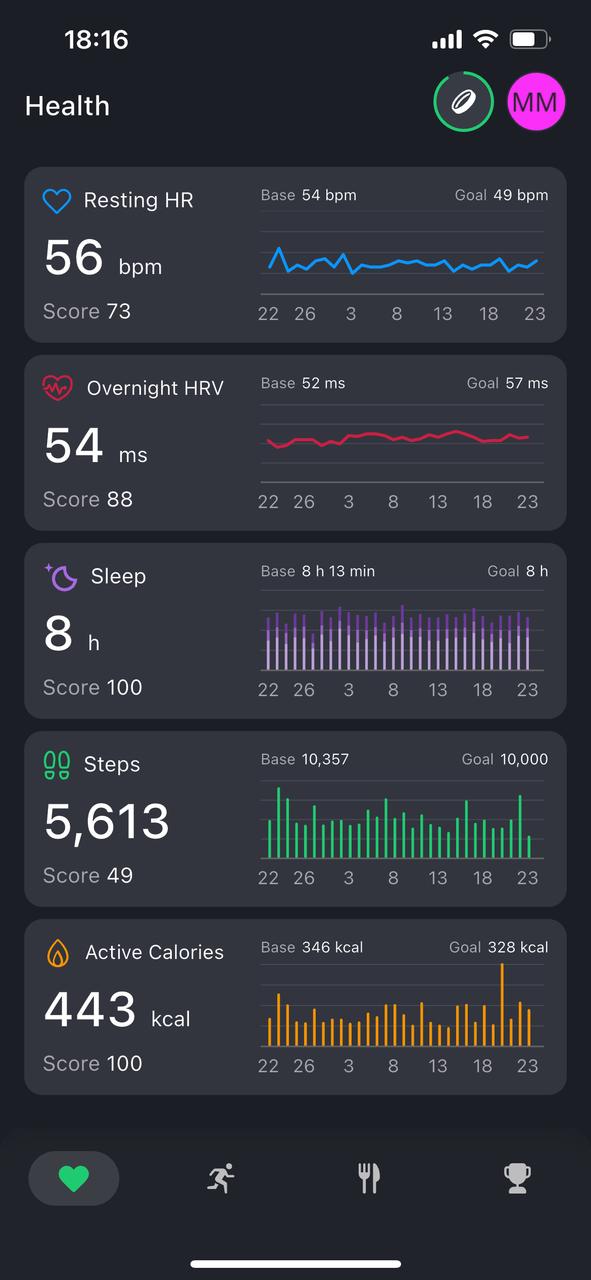 18:16
Health
MM
Resting HR
Base 54 bpm Goal 49 bpm
56 bpm
Score 73
22 26 3 8 13 18 23
Overnight HRV
Base 52 ms Goal 57 ms
54 ms
Score 88
22 26 3 8 13 18 23
Sleep
Base 8 h 13 min Goal 8 h
8 h
Score 100
22 26 3 8 13 18 23
Steps
Base 10,357 Goal 10,000
5,613
Score 49
22 26 3 8 13 18 23
Active Calories
Base 346 kcal Goal 328 kcal
443 kcal
Score 100
22 26 3 8 13 18 23